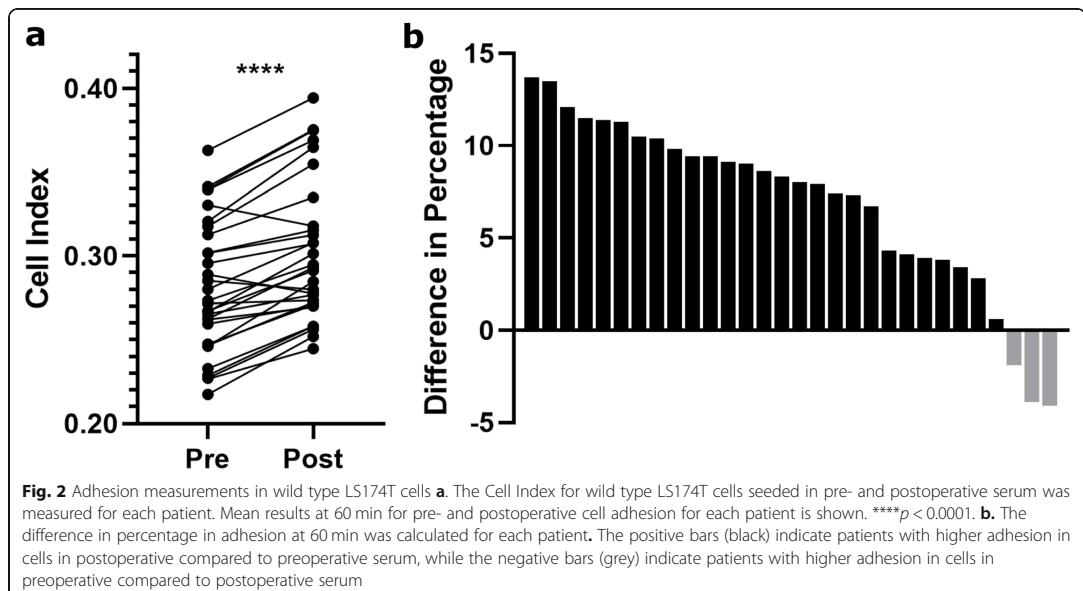 a
b
****
0.40
0.30
0.20
Cell Index
Pre Post
15
10
5
0
-5
Difference in Percentage
Fig. 2 Adhesion measurements in wild type LS174T cells a. The Cell Index for wild type LS174T cells seeded in pre- and postoperative serum was
measured for each patient. Mean results at 60 min for pre- and postoperative cell adhesion for each patient is shown. ****p < 0.0001. b. The
difference in percentage in adhesion at 60 min was calculated for each patient. The positive bars (black) indicate patients with higher adhesion in
cells in postoperative compared to preoperative serum, while the negative bars (grey) indicate patients with higher adhesion in cells in
preoperative compared to postoperative serum